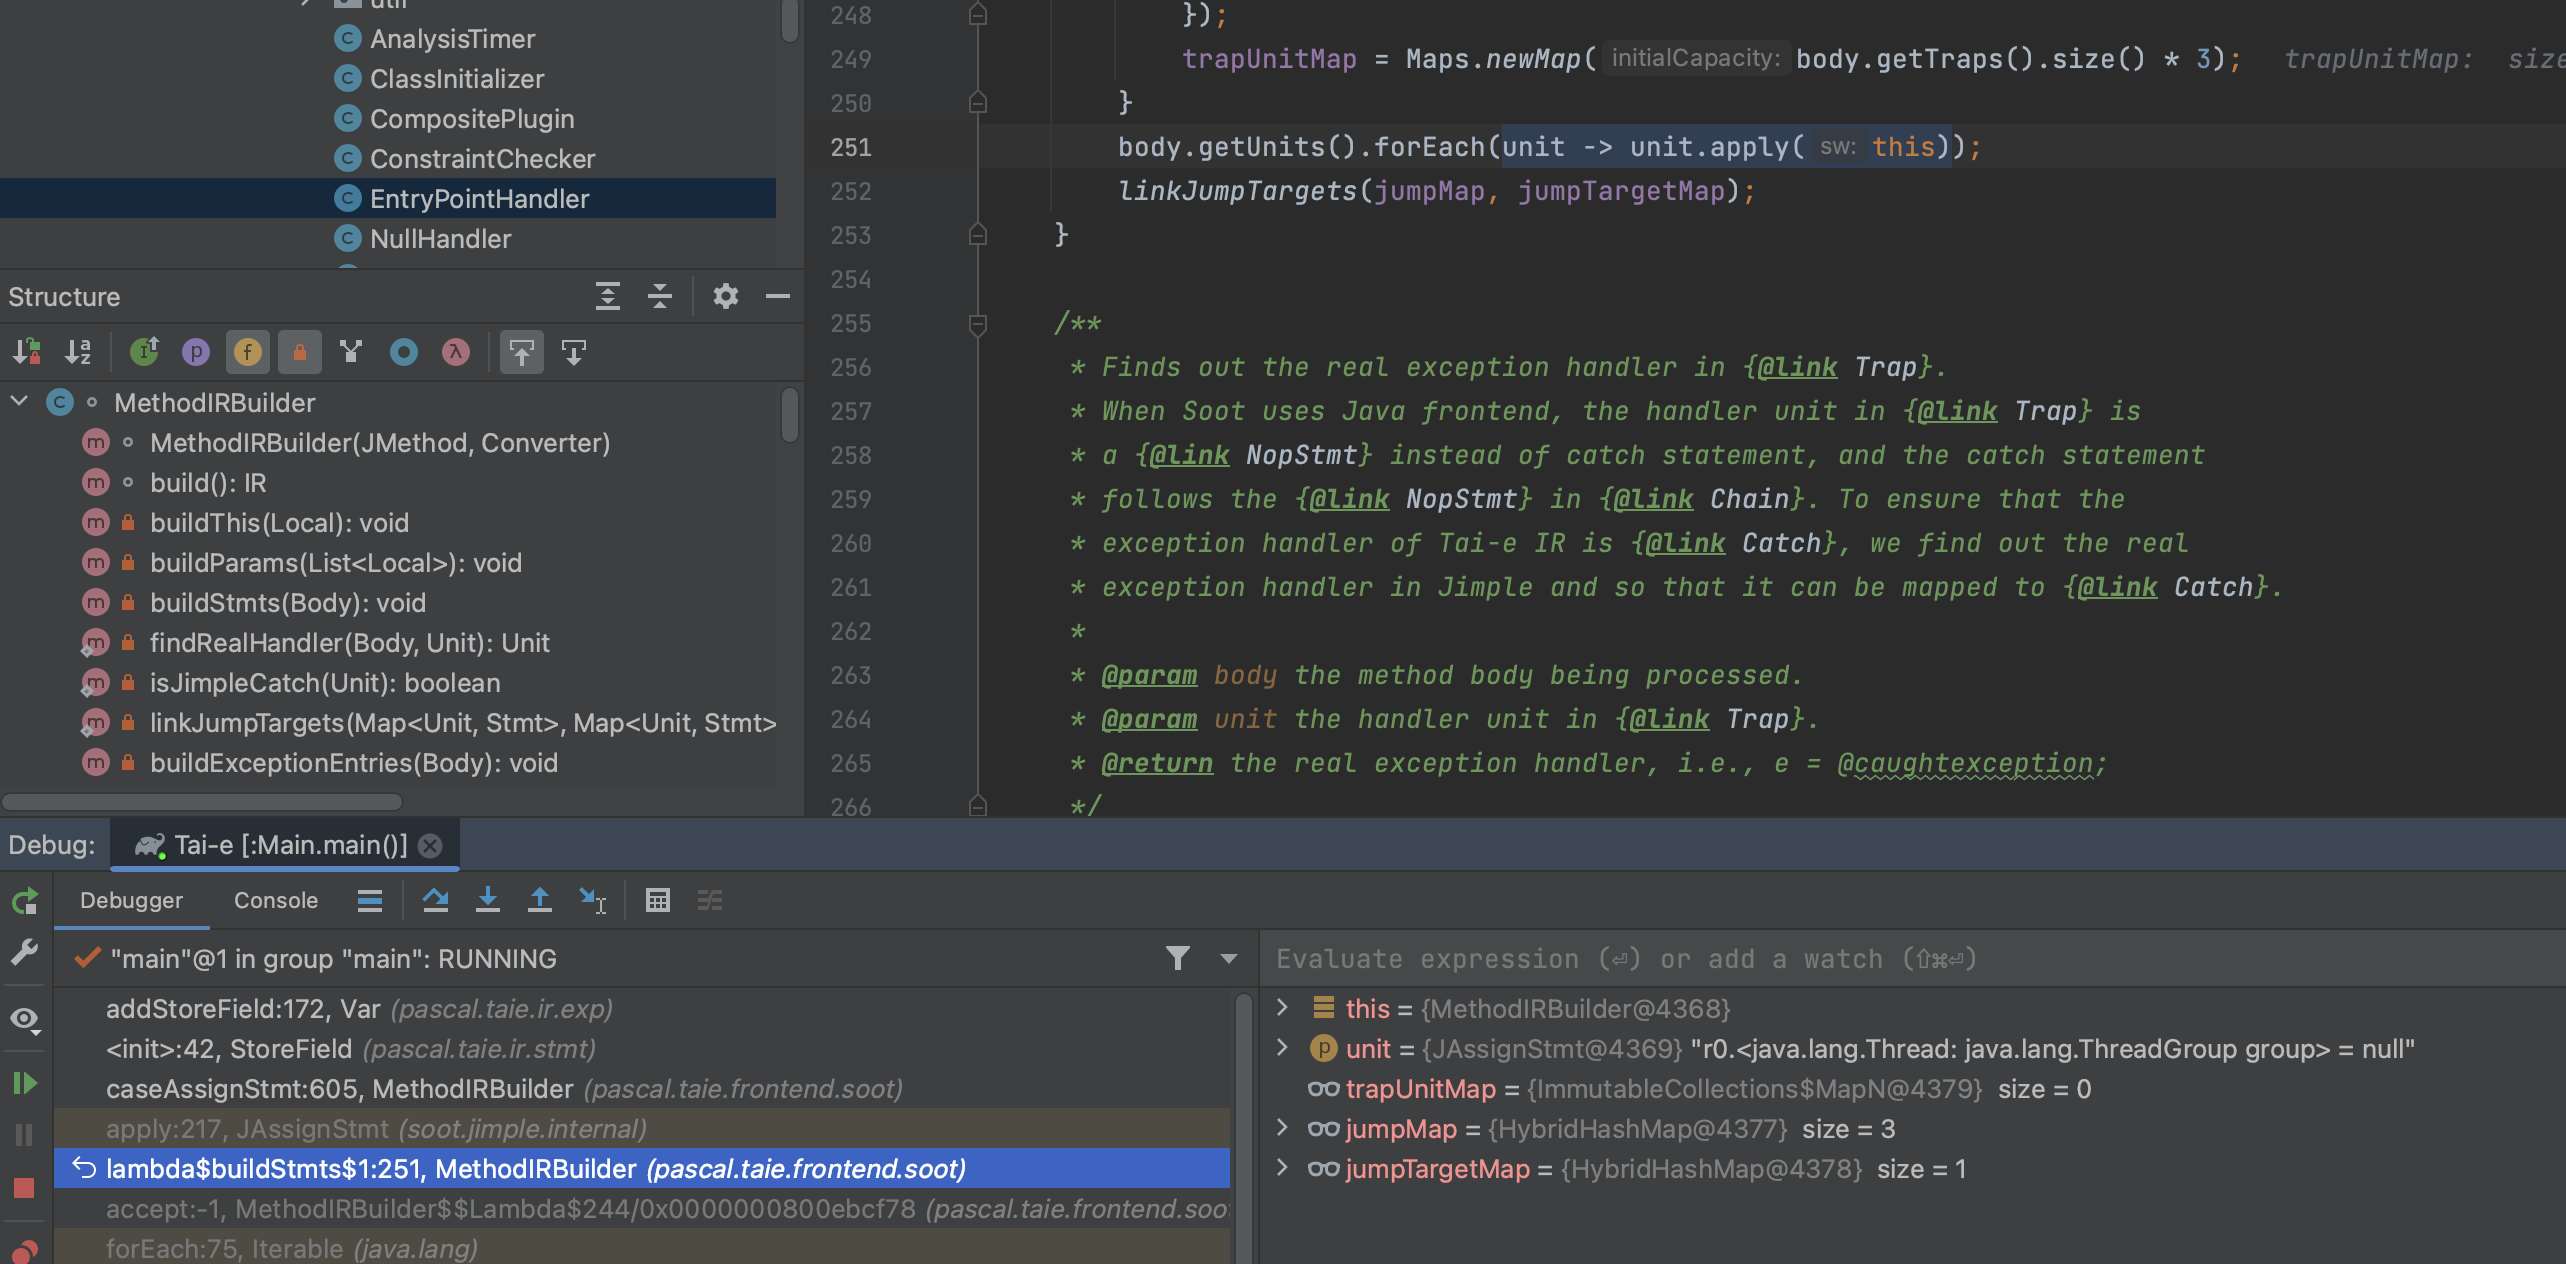 util
AnalysisTimer
ClassInitializer
CompositePlugin
ConstraintChecker
EntryPointHandler
NullHandler
Structure
MethodIRBuilder
MethodIRBuilder(JMethod, Converter)
build(): IR
buildThis(Local): void
buildParams(List<Local>): void
buildStmts(Body): void
findRealHandler(Body, Unit): Unit
isJimpleCatch(Unit): boolean
linkJumpTargets(Map<Unit, Stmt>, Map<Unit, Stmt>
buildExceptionEntries(Body): void
248 });
249 trapUnitMap = Maps.newMap( initialCapacity: body.getTraps().size() * 3); trapUnitMap: size
250 }
251 body.getUnits().forEach(unit -> unit.apply( sw: this));
252 linkJumpTargets(jumpMap, jumpTargetMap);
253 }
254
255 /**
256 * Finds out the real exception handler in {@link Trap}.
257 * When Soot uses Java frontend, the handler unit in {@link Trap} is
258 * a {@link NopStmt} instead of catch statement, and the catch statement
259 * follows the {@link NopStmt} in {@link Chain}. To ensure that the
260 * exception handler of Tai-e IR is {@link Catch}, we find out the real
261 * exception handler in Jimple and so that it can be mapped to {@link Catch}.
262 *
263 * @param body the method body being processed.
264 * @param unit the handler unit in {@link Trap}.
265 * @return the real exception handler, i.e., e = @caughtexception;
266 */
Debug: Tai-e [:Main.main()]
Debugger Console
"main"@1 in group "main": RUNNING
addStoreField:172, Var (pascal.taie.ir.exp)
<init>:42, StoreField (pascal.taie.ir.stmt)
caseAssignStmt:605, MethodIRBuilder (pascal.taie.frontend.soot)
apply:217, JAssignStmt (soot.jimple.internal)
lambda$buildStmts$1:251, MethodIRBuilder (pascal.taie.frontend.soot)
accept:-1, MethodIRBuilder$$Lambda$244/0x0000000800ebcf78 (pascal.taie.frontend.soo
forEach:75, Iterable (java.lang)
Evaluate expression (⏎) or add a watch (⇧⌘⏎)
this = {MethodIRBuilder@4368}
unit = {JAssignStmt@4369} "r0.<java.lang.Thread: java.lang.ThreadGroup group> = null"
trapUnitMap = {ImmutableCollections$MapN@4379} size = 0
jumpMap = {HybridHashMap@4377} size = 3
jumpTargetMap = {HybridHashMap@4378} size = 1